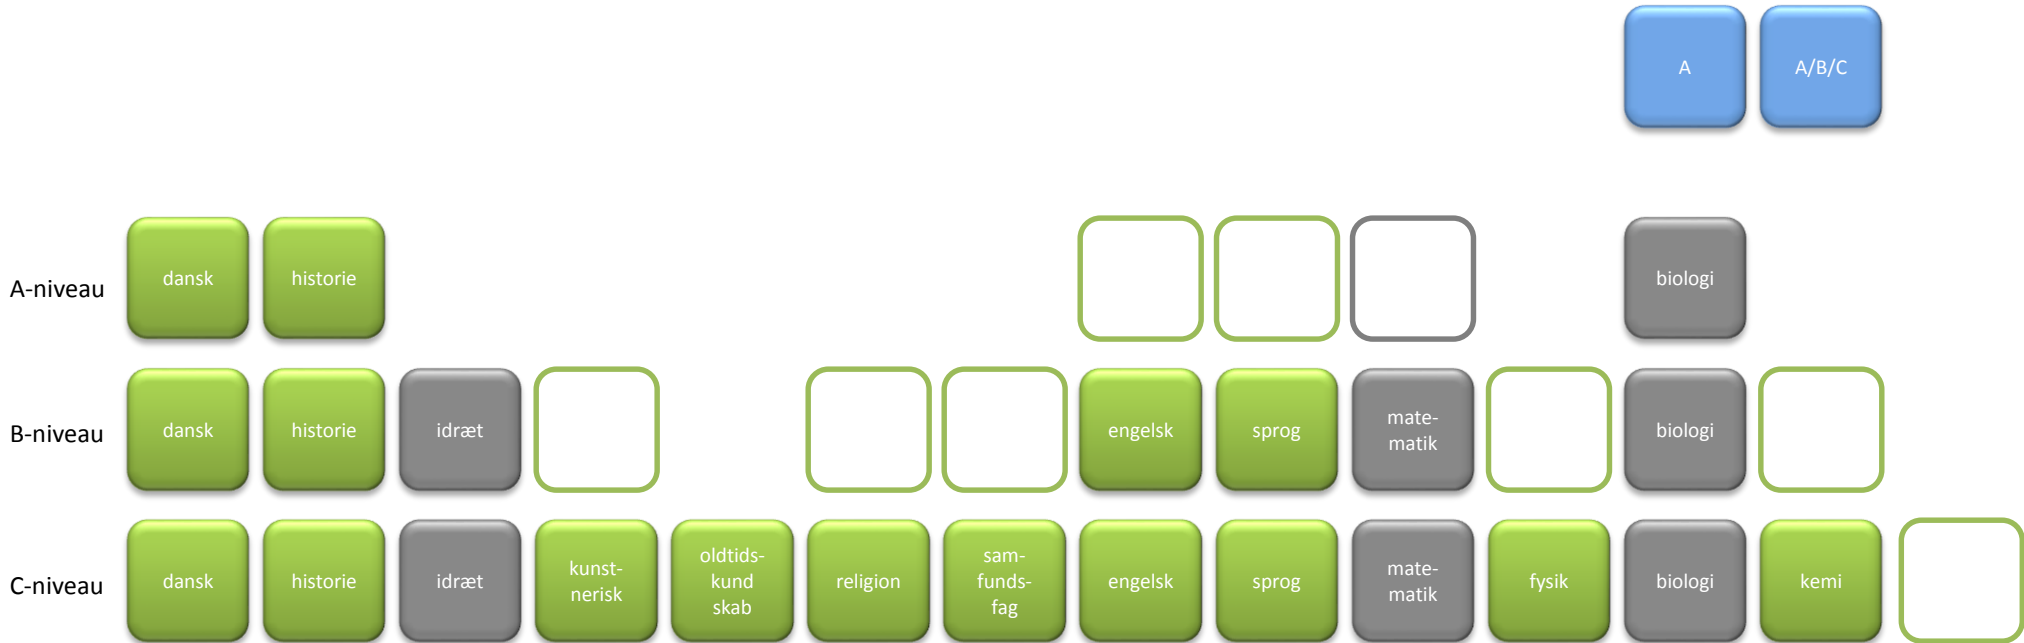 A
A/B/C
A-niveau
dansk
historie
biologi
B-niveau
dansk
historie
idræt
engelsk
sprog
mate-
matik
biologi
C-niveau
dansk
historie
idræt
kunst-
nerisk
oldtids-
kund
skab
religion
sam-
funds-
fag
engelsk
sprog
mate-
matik
fysik
biologi
kemi